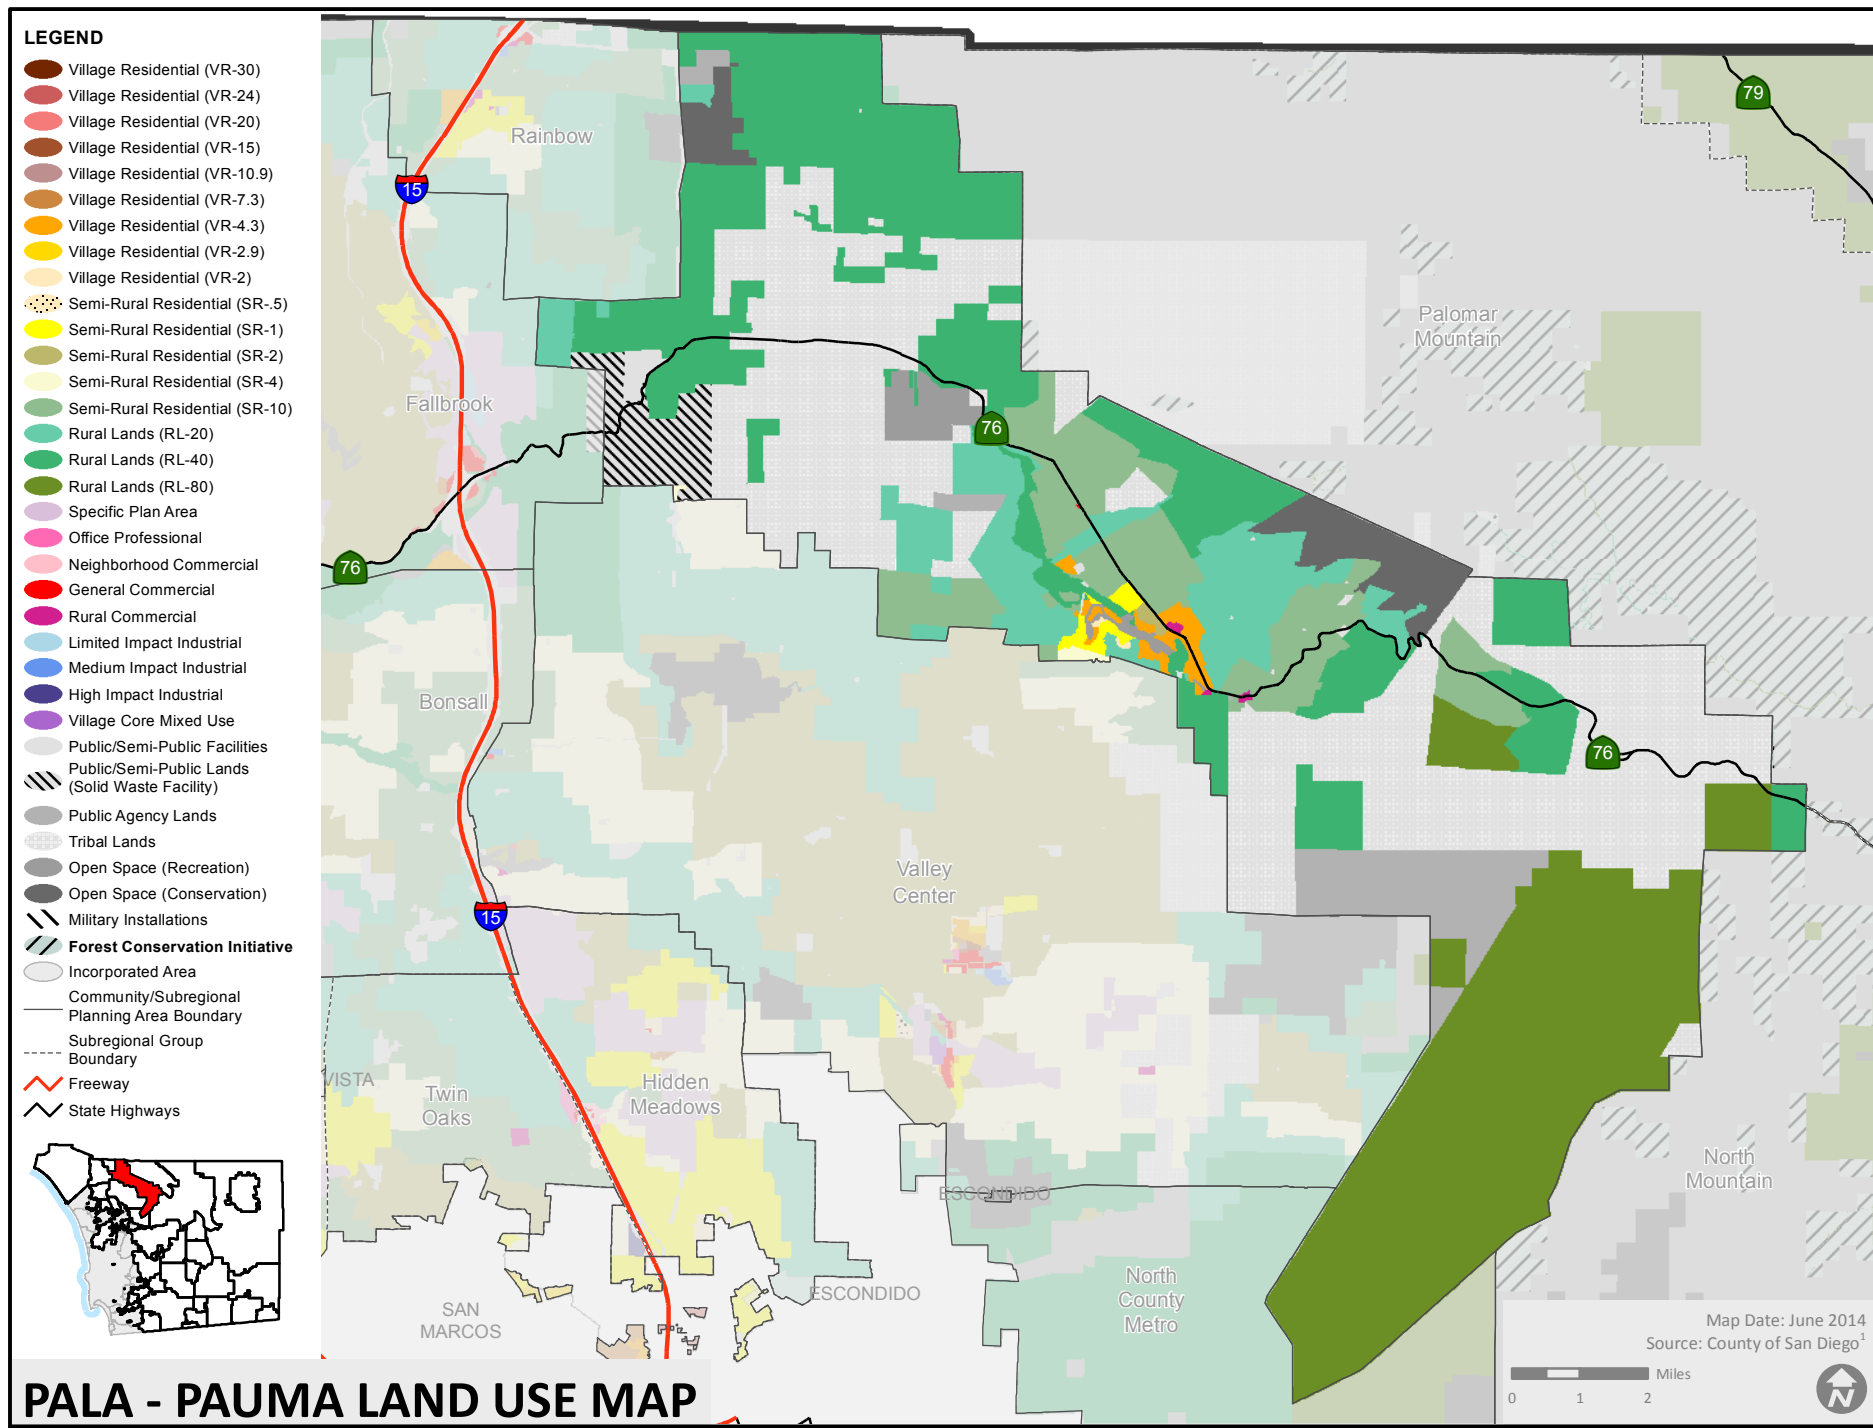 LEGEND
Village Residential (VR-30)
Village Residential (VR-24)
Village Residential (VR-20)
Village Residential (VR-15)
Village Residential (VR-10.9)
Village Residential (VR-7.3)
Village Residential (VR-4.3)
Village Residential (VR-2.9)
Village Residential (VR-2)
Semi-Rural Residential (SR-.5)
Semi-Rural Residential (SR-1)
Semi-Rural Residential (SR-2)
Semi-Rural Residential (SR-4)
Semi-Rural Residential (SR-10)
Rural Lands (RL-20)
Rural Lands (RL-40)
Rural Lands (RL-80)
Specific Plan Area
Office Professional
Neighborhood Commercial
General Commercial
Rural Commercial
Limited Impact Industrial
Medium Impact Industrial
High Impact Industrial
Village Core Mixed Use
Public/Semi-Public Facilities
Public/Semi-Public Lands
(Solid Waste Facility)
Public Agency Lands
Tribal Lands
Open Space (Recreation)
Open Space (Conservation)
Military Installations
Forest Conservation Initiative
Incorporated Area
Community/Subregional
Planning Area Boundary
Subregional Group
Boundary
Freeway
State Highways
79
Rainbow
15
Palomar
Mountain
Fallbrook
76
76
Bonsall
76
Valley
Center
15
VISTA
Twin
Oaks
Hidden
Meadows
North
Mountain
ESCONDIDO
North
County
Metro
ESCONDIDO
SAN
MARCOS
Map Date: June 2014
Source: County of San Diego1
Miles
0 1 2
N
PALA - PAUMA LAND USE MAP